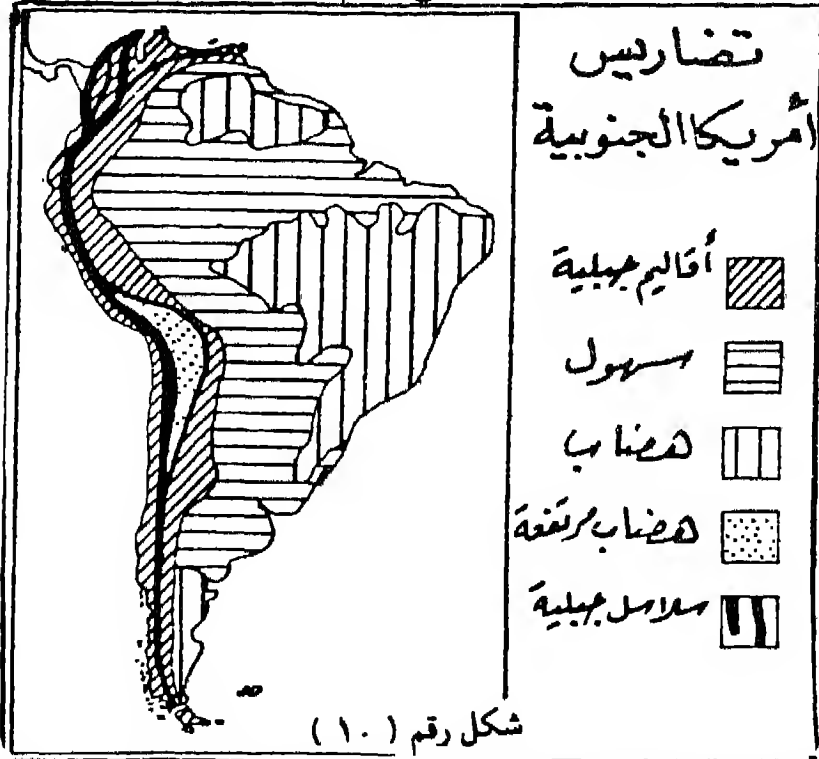 تضاريس
أمريكا الجنوبية
أقاليم جبلية
سهول
هضاب
هضاب مرتفعة
سلاسل جبلية
شكل رقم ( ١٠ )